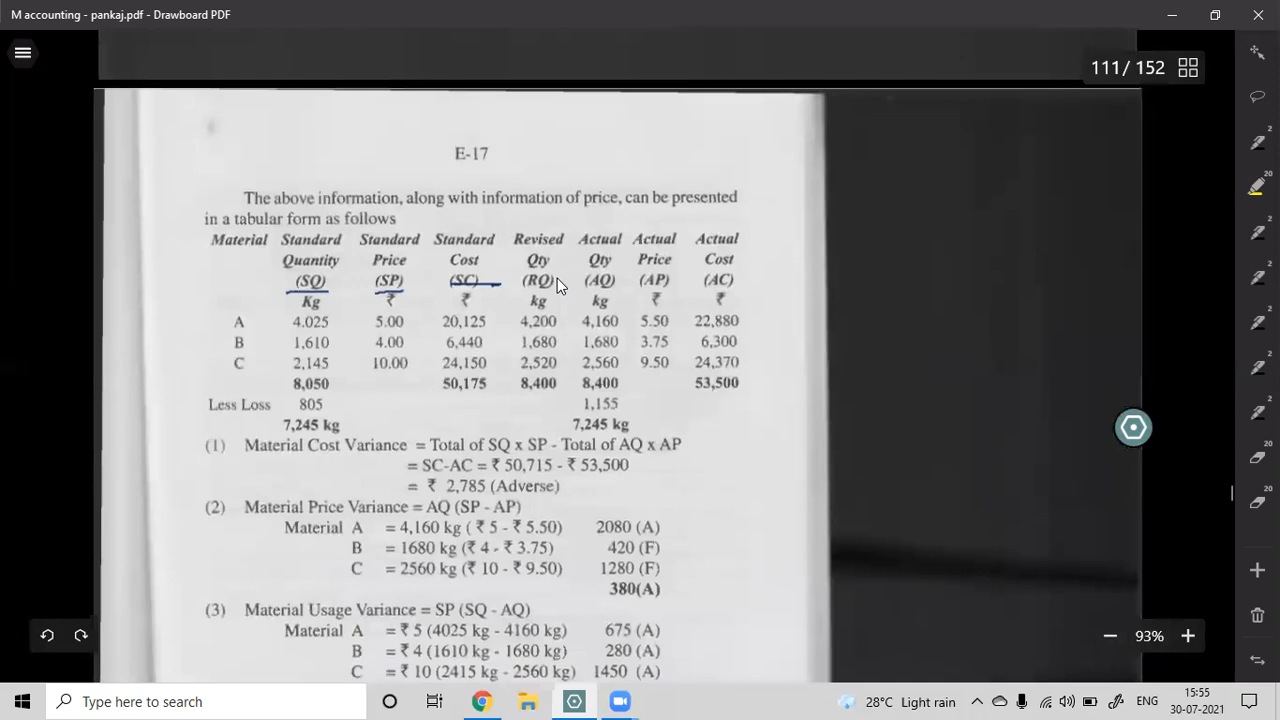 M accounting - pankaj.pdf - Drawboard PDF
111 / 152
E-17
The above information, along with information of price, can be presented
in a tabular form as follows
Material Standard Standard Standard Revised Actual Actual Actual
Quantity Price Cost Qty Qty Price Cost
(SQ) (SP) (SC) (RQ) (AQ) (AP) (AC)
Kg ₹ ₹ kg kg ₹ ₹
A 4.025 5.00 20,125 4,200 4,160 5.50 22,880
B 1,610 4.00 6,440 1,680 1,680 3.75 6,300
C 2,145 10.00 24,150 2,520 2,560 9.50 24,370
8,050 50,175 8,400 8,400 53,500
Less Loss 805 1,155
7,245 kg 7,245 kg
(1) Material Cost Variance = Total of SQ x SP - Total of AQ x AP
= SC-AC = ₹ 50,715 - ₹ 53,500
= ₹ 2,785 (Adverse)
(2) Material Price Variance = AQ (SP - AP)
Material A = 4,160 kg ( ₹ 5 - ₹ 5.50) 2080 (A)
B = 1680 kg (₹ 4 - ₹ 3.75) 420 (F)
C = 2560 kg (₹ 10 - ₹ 9.50) 1280 (F)
380(A)
(3) Material Usage Variance = SP (SQ - AQ)
Material A = ₹ 5 (4025 kg - 4160 kg) 675 (A)
B = ₹ 4 (1610 kg - 1680 kg) 280 (A)
C = ₹ 10 (2415 kg - 2560 kg) 1450 (A)
2
20
2
2
2
2
2
20
93%
Type here to search
28°C Light rain
ENG
15:55
30-07-2021